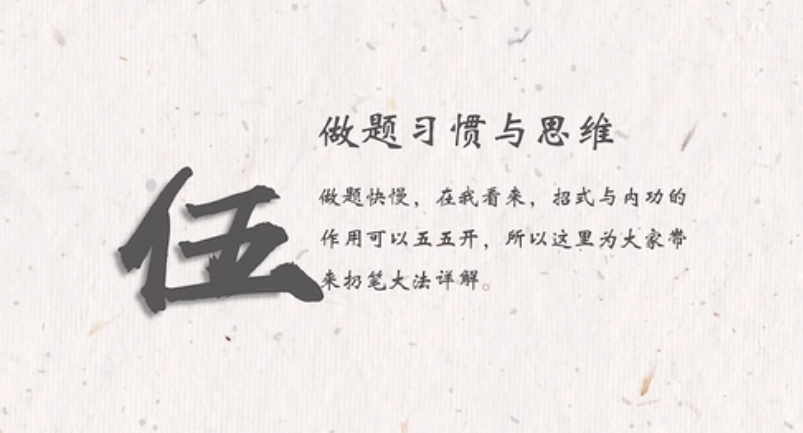 伍
做题习惯与思维
做题快慢，在我看来，招式与内功的
作用可以五五开，所以这里为大家带
来扔笔大法详解。